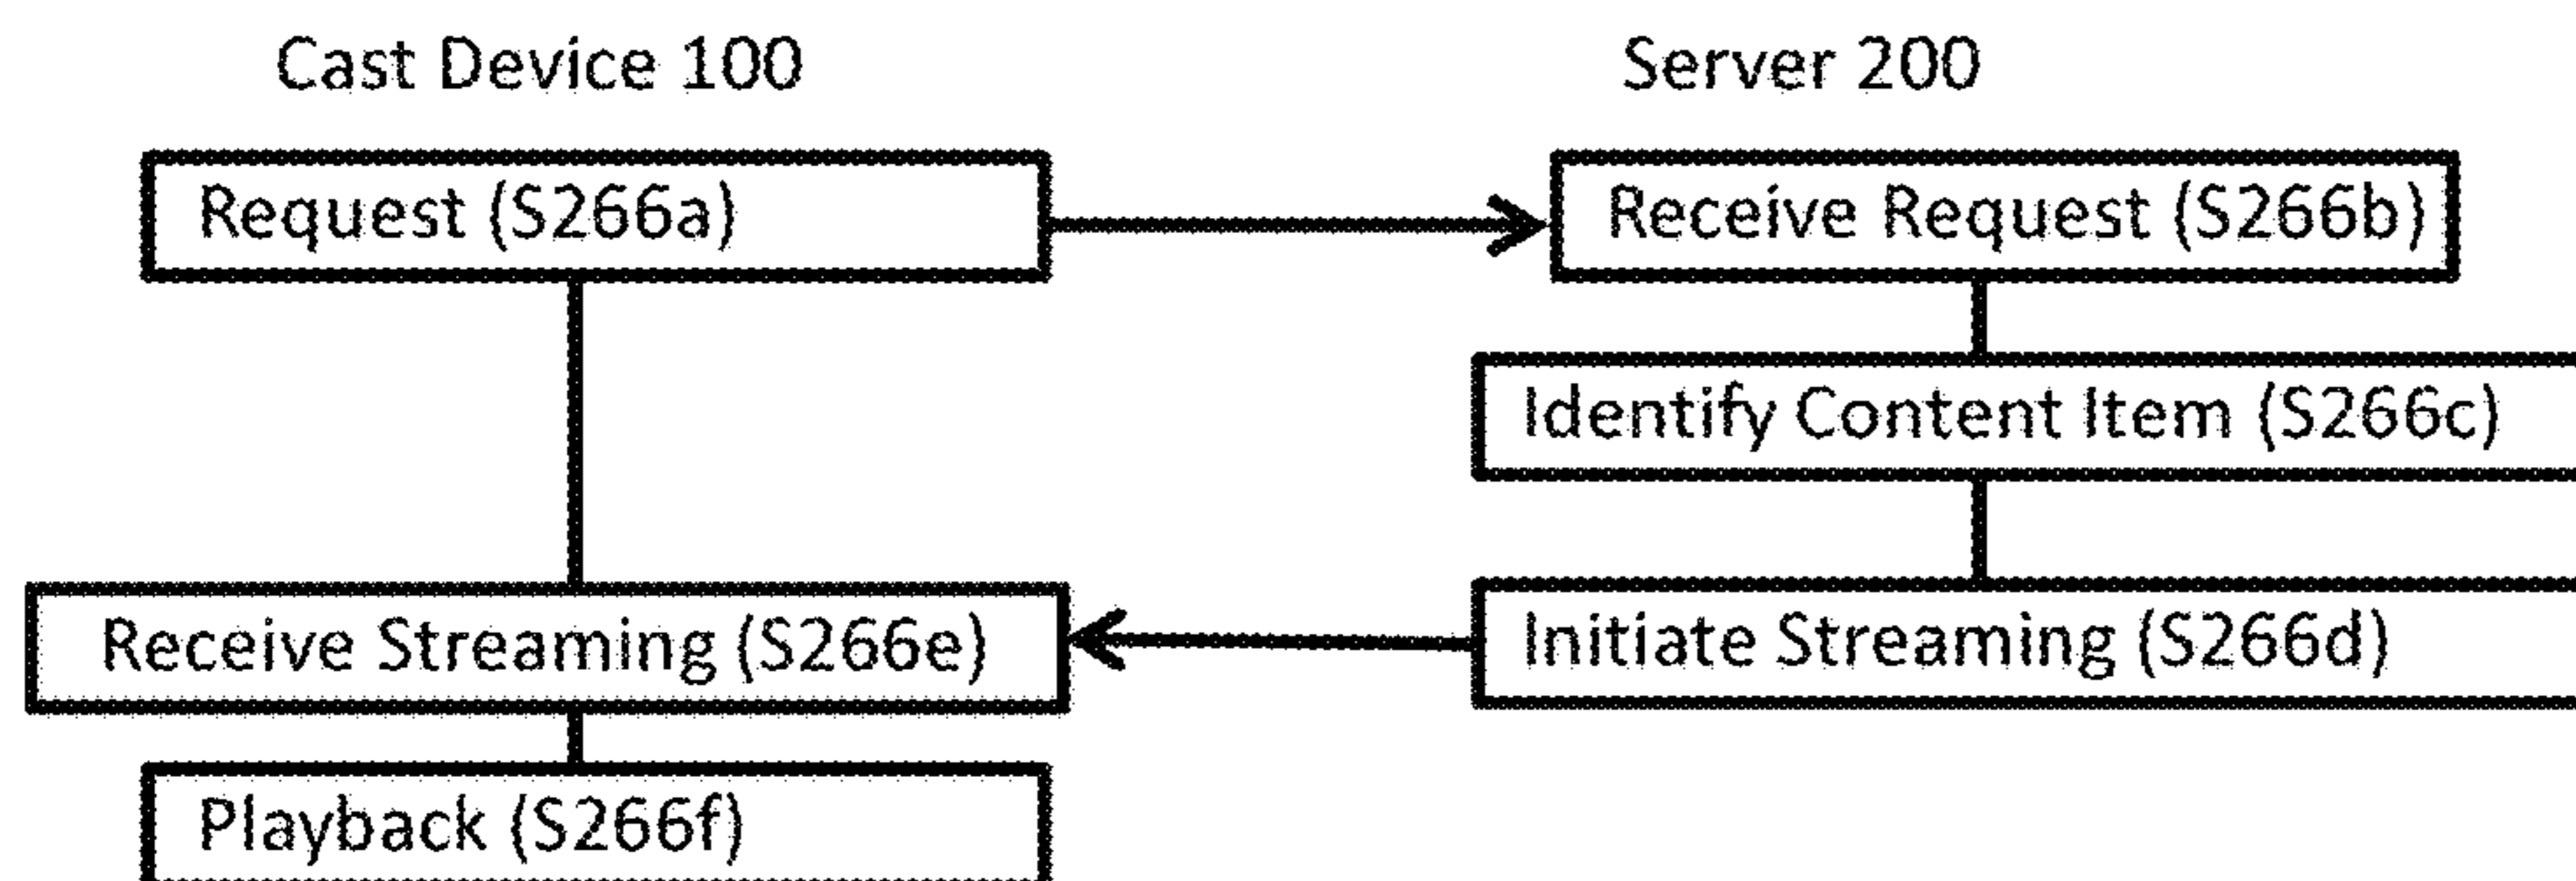 Cast Device 100
Server 200
Request (S266a)
Receive Request (S266b)
Identify Content Item (S266c)
Receive Streaming (S266e)
Initiate Streaming (S266d)
Playback (S266f)